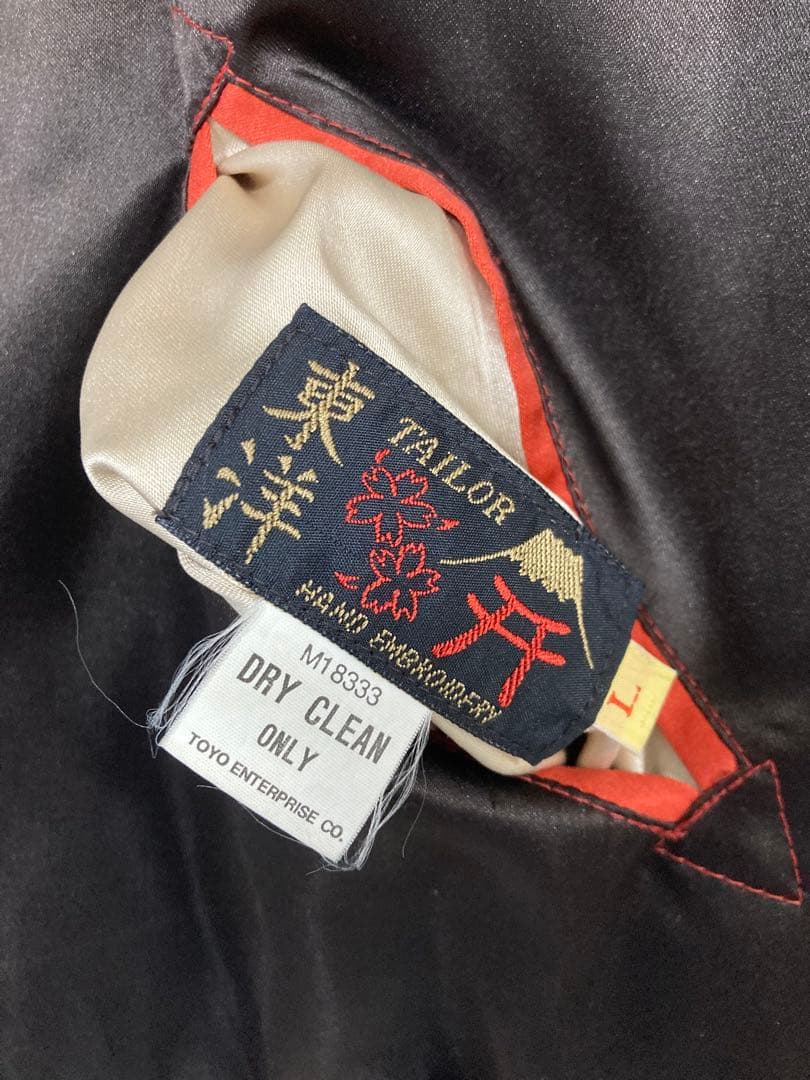 東洋
TAILOR
HAND EMBROIDERY
L
M18333
DRY CLEAN
ONLY
TOYO ENTERPRISE CO.